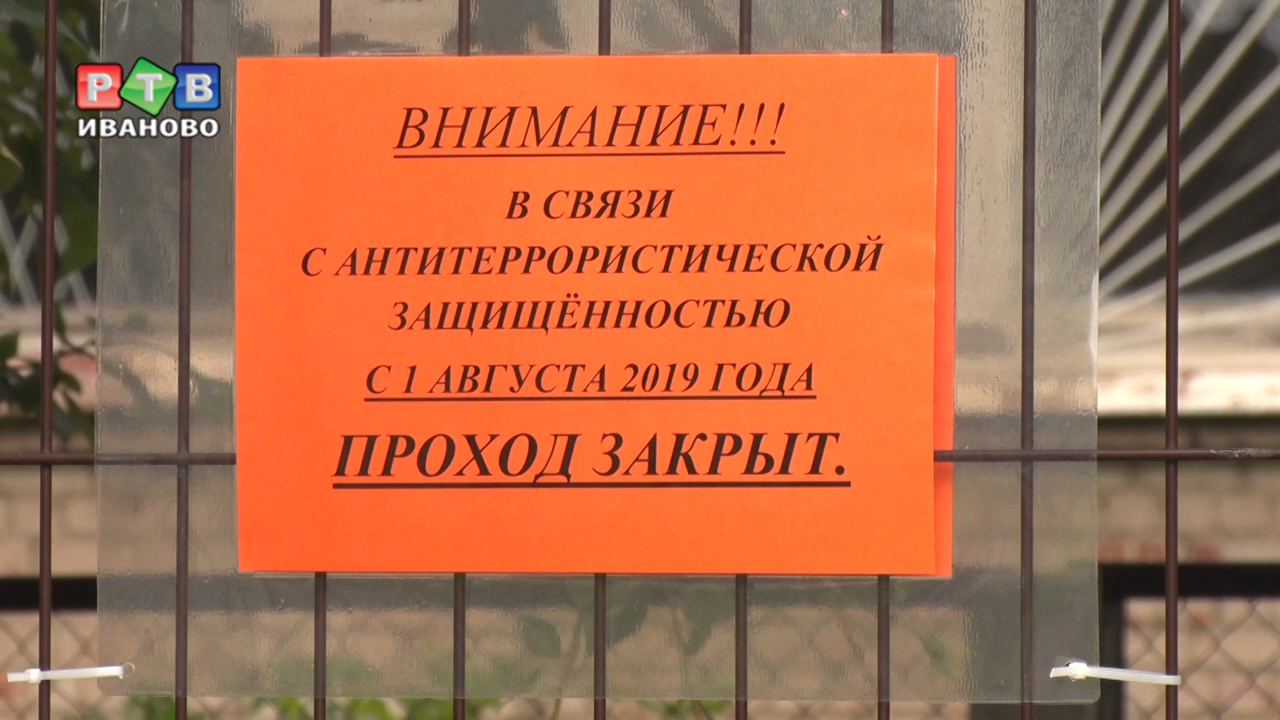 РТВ
ИВАНОВО
ВНИМАНИЕ!!!
В СВЯЗИ
С АНТИТЕРРОРИСТИЧЕСКОЙ
ЗАЩИЩЁННОСТЬЮ
С 1 АВГУСТА 2019 ГОДА
ПРОХОД ЗАКРЫТ.